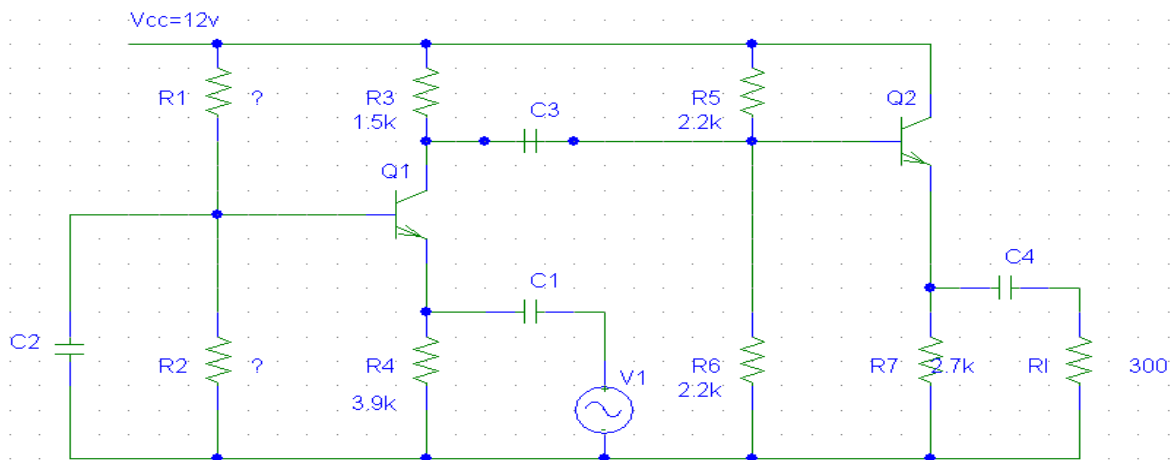 Vcc=12v
R1 ?
R3
1.5k
C3
R5
2.2k
Q2
Q1
C1
C4
C2
R2 ?
R4
3.9k
V1
R6
2.2k
R7 2.7k
Rl 300